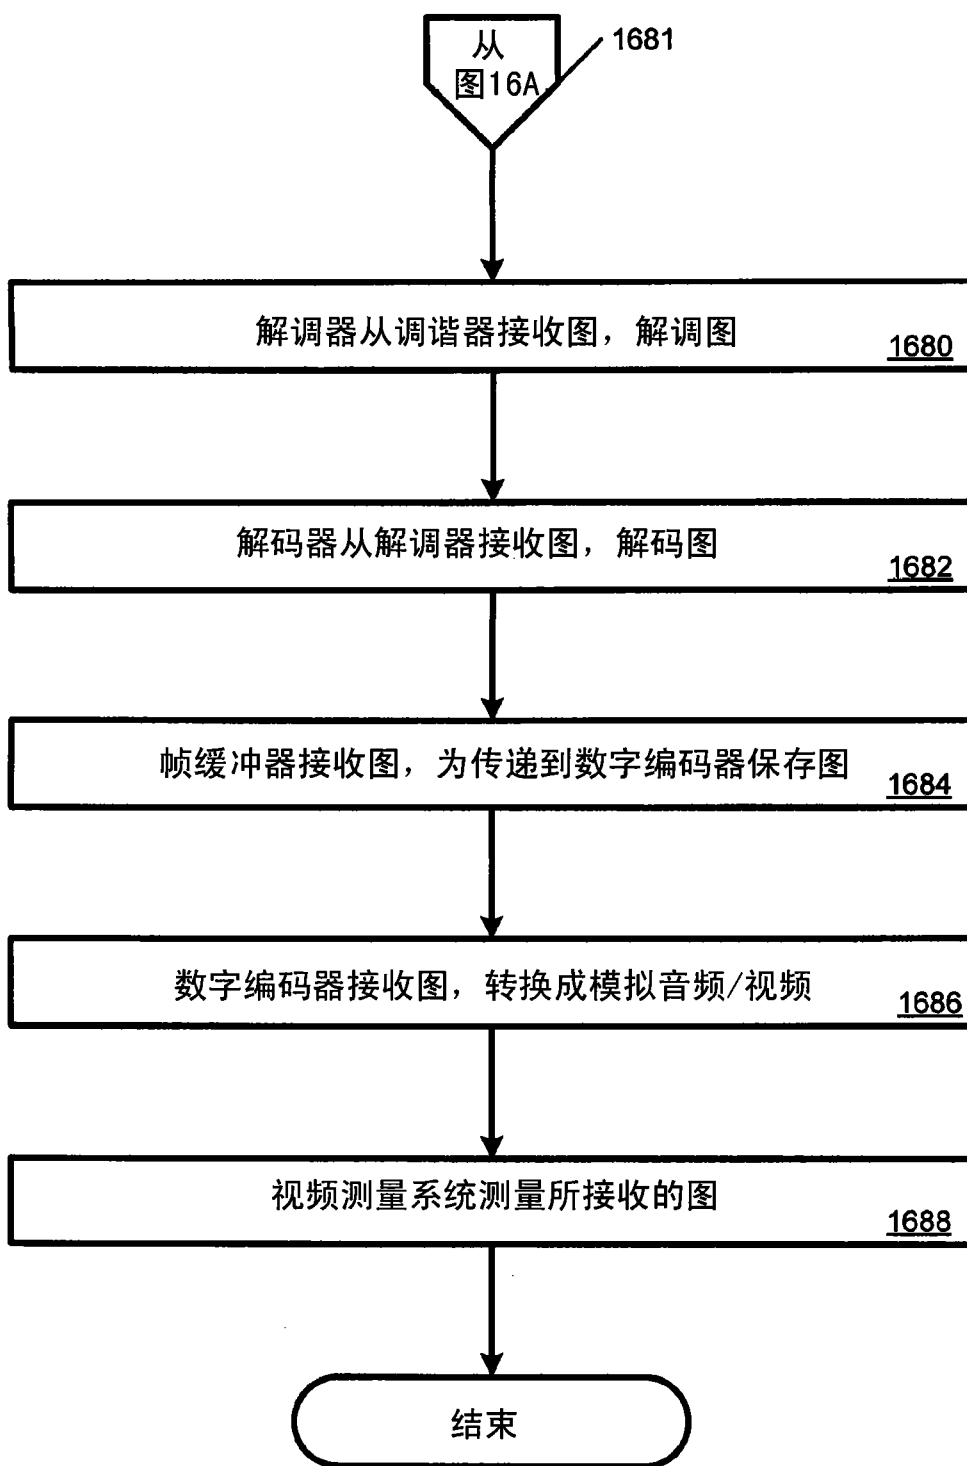 从
图16A
1681
解调器从调谐器接收图，解调图
1680
解码器从解调器接收图，解码图
1682
帧缓冲器接收图，为传递到数字编码器保存图
1684
数字编码器接收图，转换成模拟音频/视频
1686
视频测量系统测量所接收的图
1688
结束